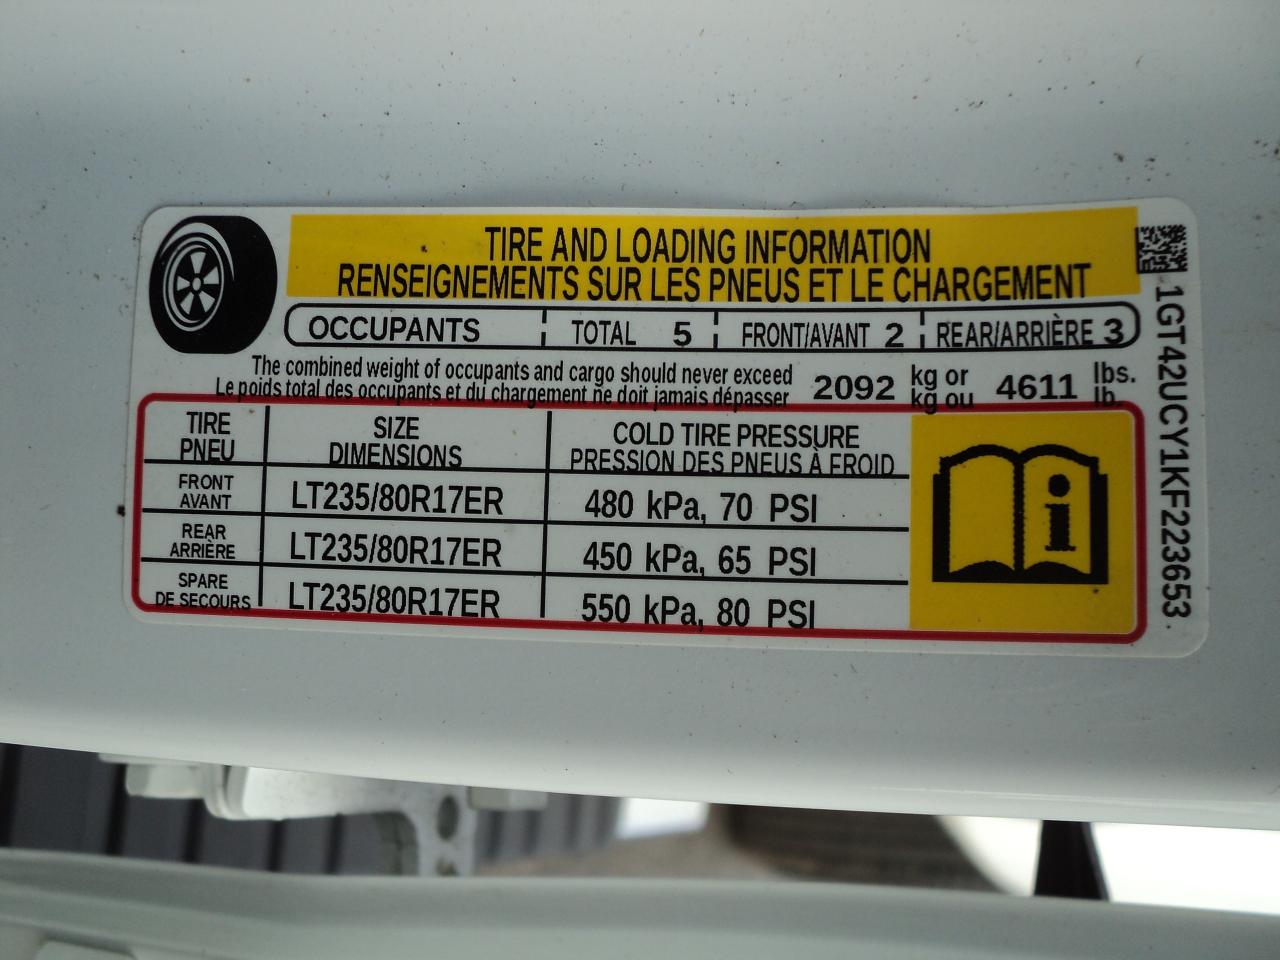 TIRE AND LOADING INFORMATION
RENSEIGNEMENTS SUR LES PNEUS ET LE CHARGEMENT
OCCUPANTS TOTAL 5 FRONT/AVANT 2 REAR/ARRIÈRE 3
The combined weight of occupants and cargo should never exceed
Le poids total des occupants et du chargement ne doit jamais dépasser
2092 kg or 4611 lbs.
kg ou lb.
TIRE SIZE COLD TIRE PRESSURE
PNEU DIMENSIONS PRESSION DES PNEUS À FROID
FRONT
AVANT
LT235/80R17ER 480 kPa, 70 PSI
REAR
ARRIÈRE
LT235/80R17ER 450 kPa, 65 PSI
SPARE
DE SECOURS
LT235/80R17ER 550 kPa, 80 PSI
1GT42UCY1KF223653